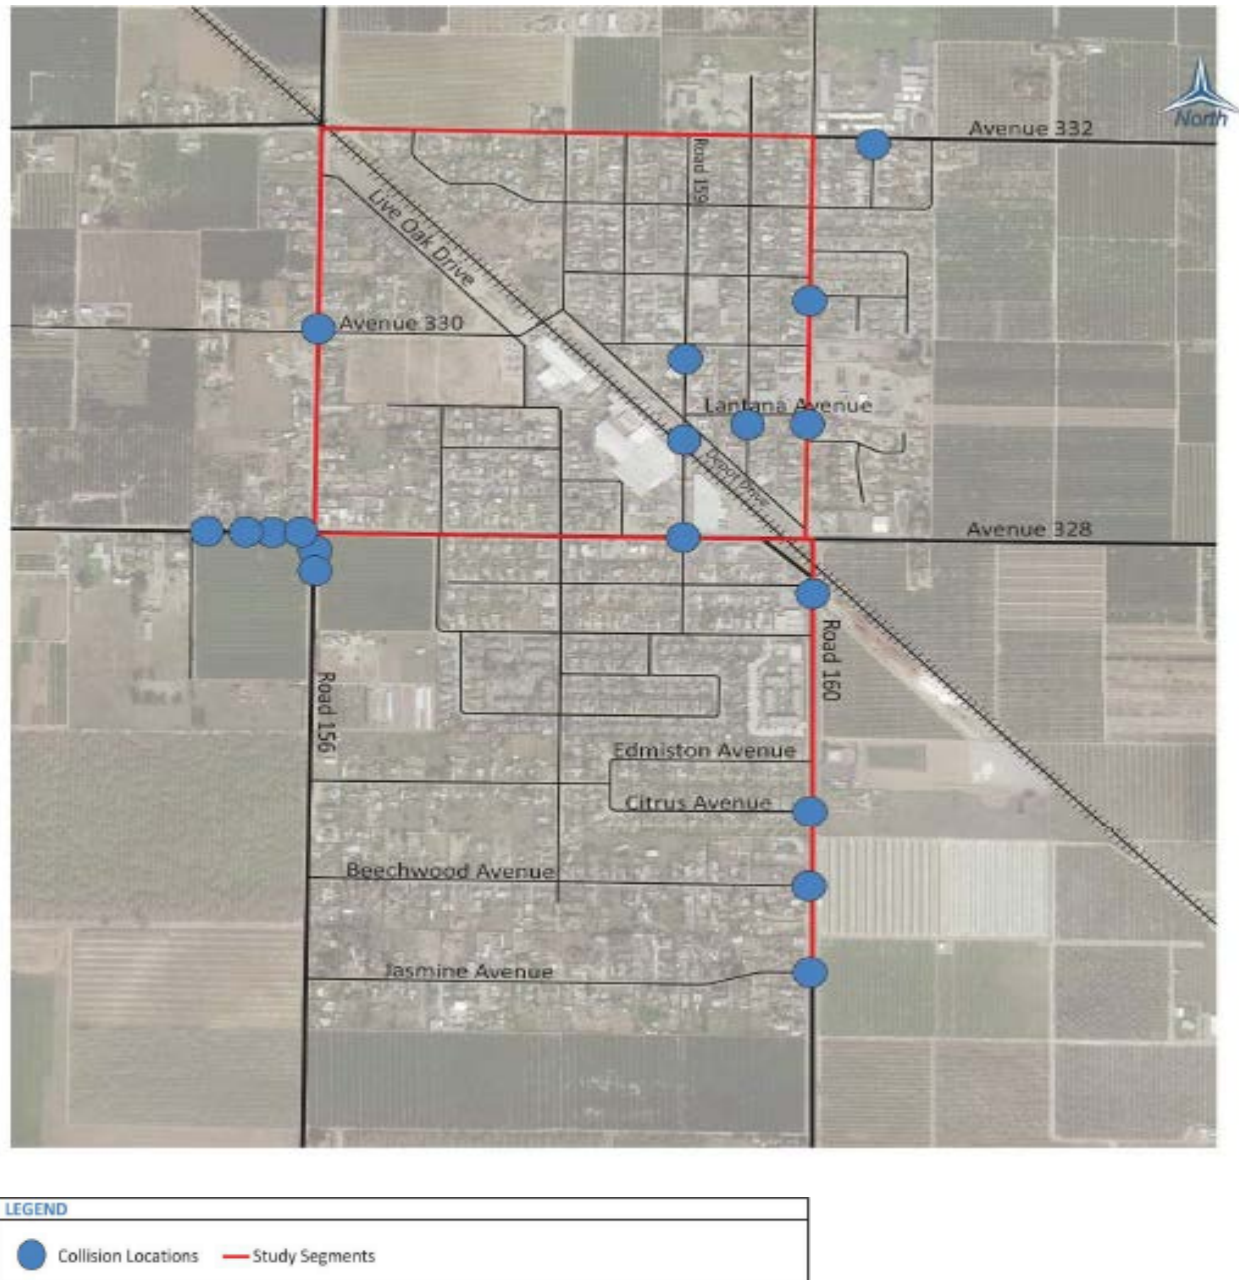 North
Avenue 332
Road 159
Live Oak Drive
Avenue 330
Lantana Avenue
Depot Drive
Avenue 328
Road 160
Road 156
Edmiston Avenue
Citrus Avenue
Beechwood Avenue
Jasmine Avenue
LEGEND
Collision Locations
Study Segments